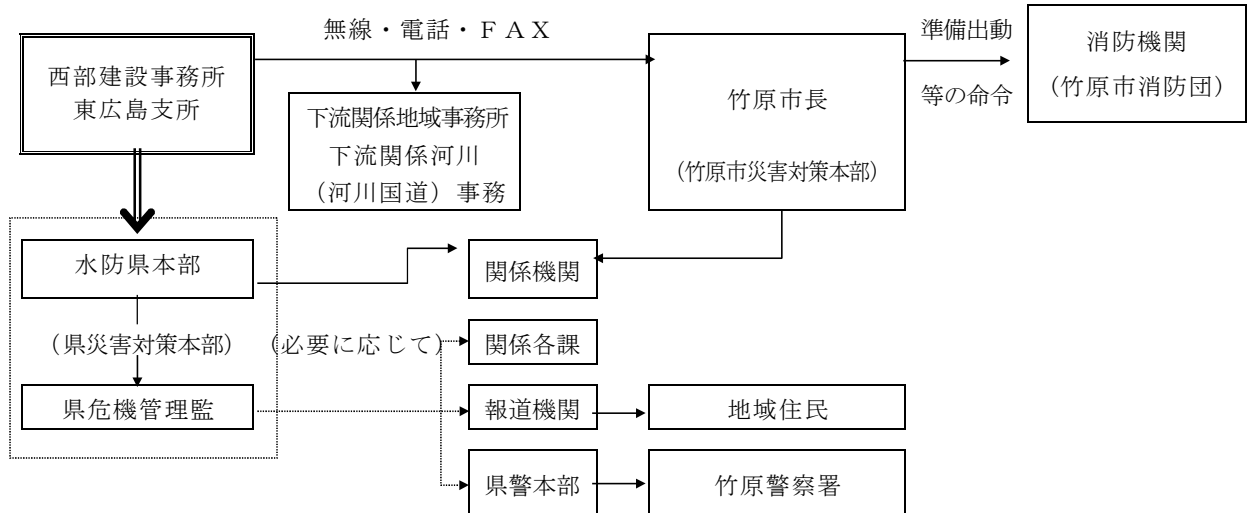 無線・電話・ＦＡＸ
西部建設事務所
東広島支所
下流関係地域事務所
下流関係河川
（河川国道）事務
竹原市長
（竹原市災害対策本部）
準備出動
等の命令
消防機関
（竹原市消防団）
水防県本部
（県災害対策本部）
県危機管理監
（必要に応じて）
関係機関
関係各課
報道機関
地域住民
県警本部
竹原警察署